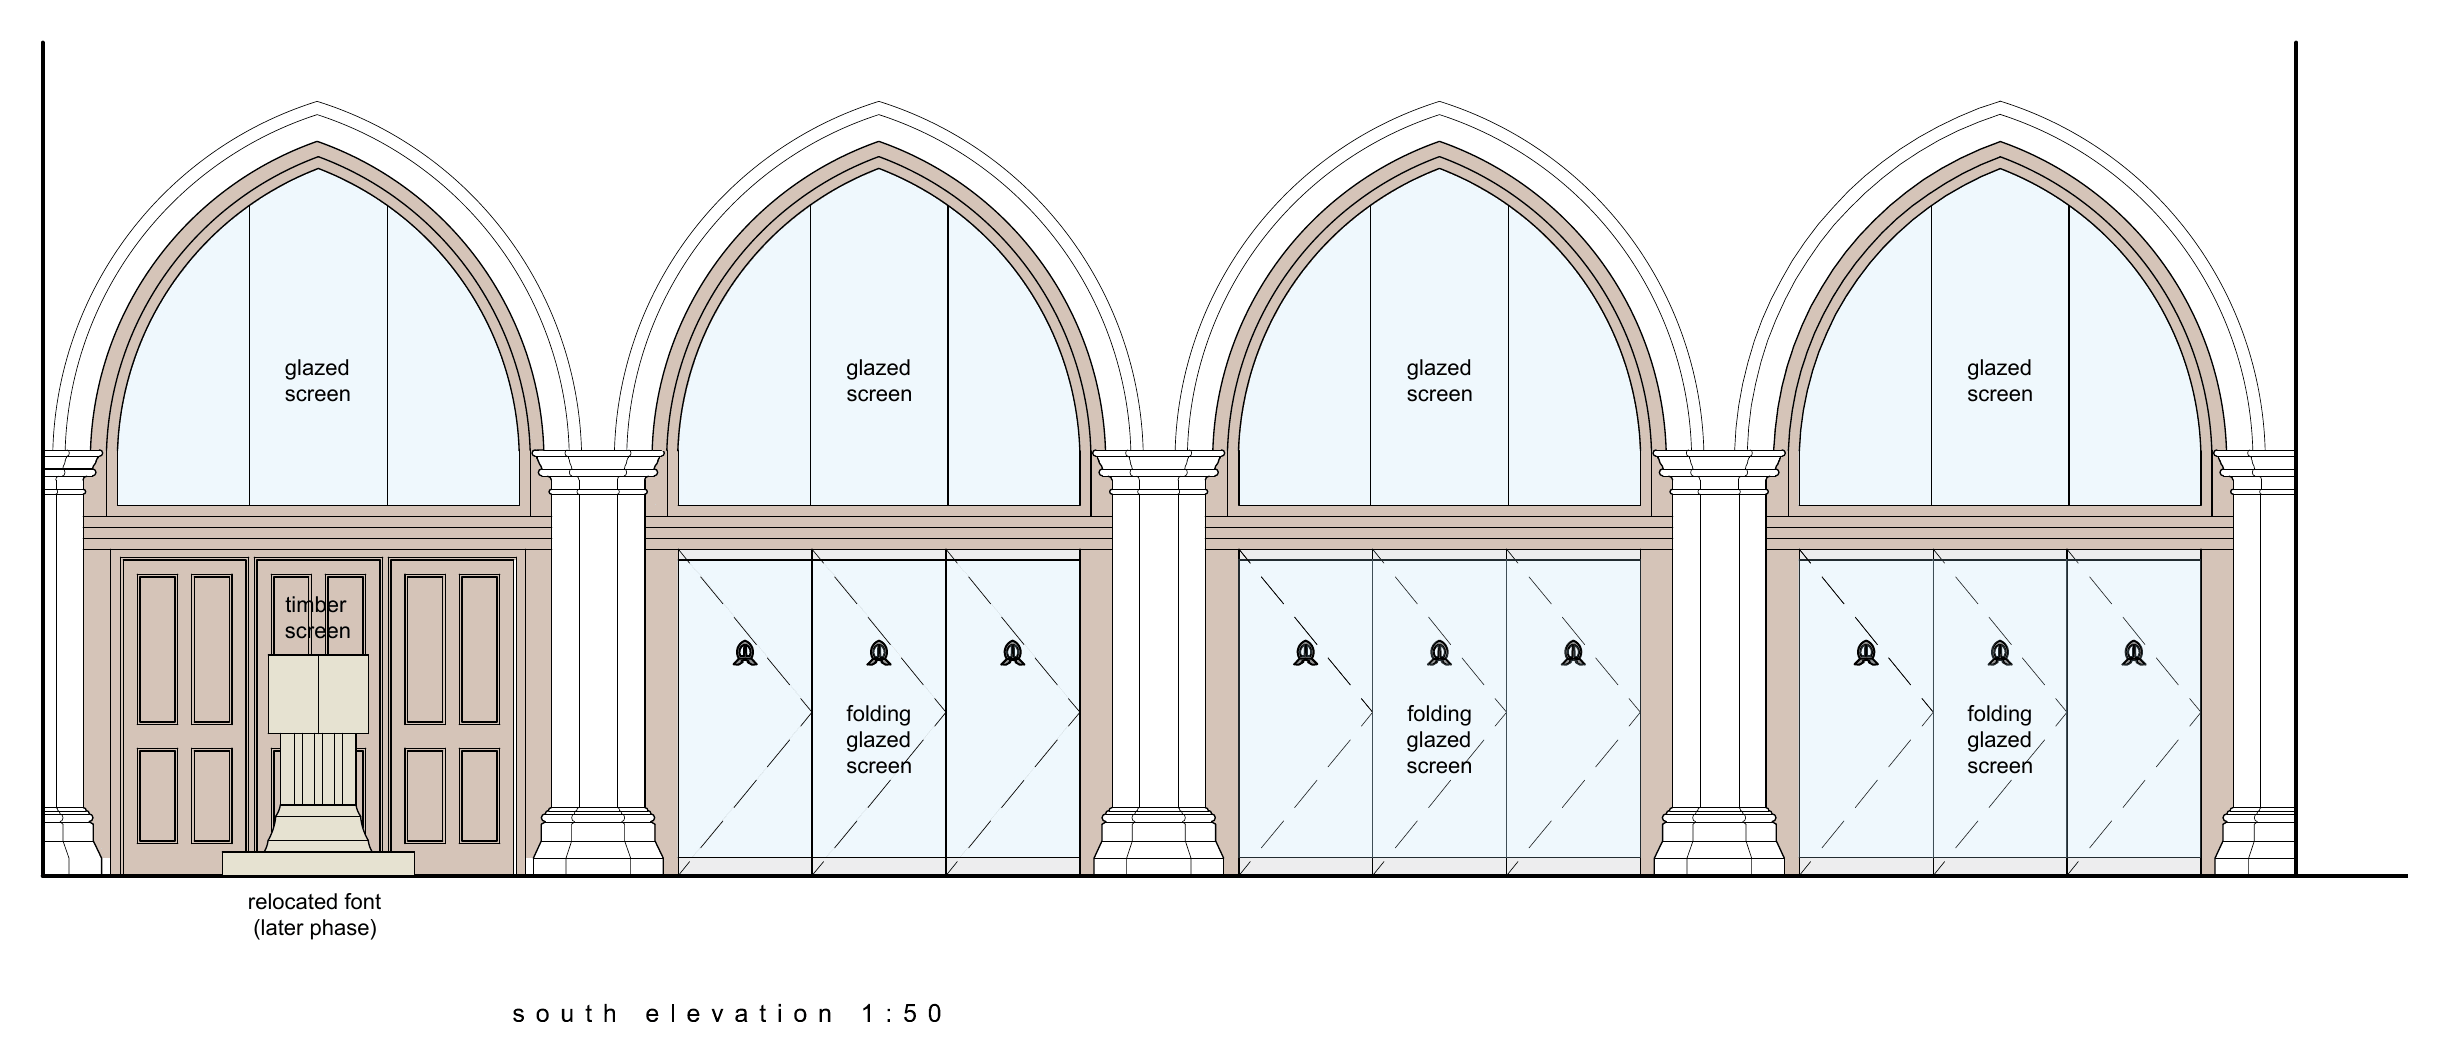 glazed
screen
glazed
screen
glazed
screen
glazed
screen
timber
screen
folding
glazed
screen
folding
glazed
screen
folding
glazed
screen
relocated font
(later phase)
south elevation 1:50